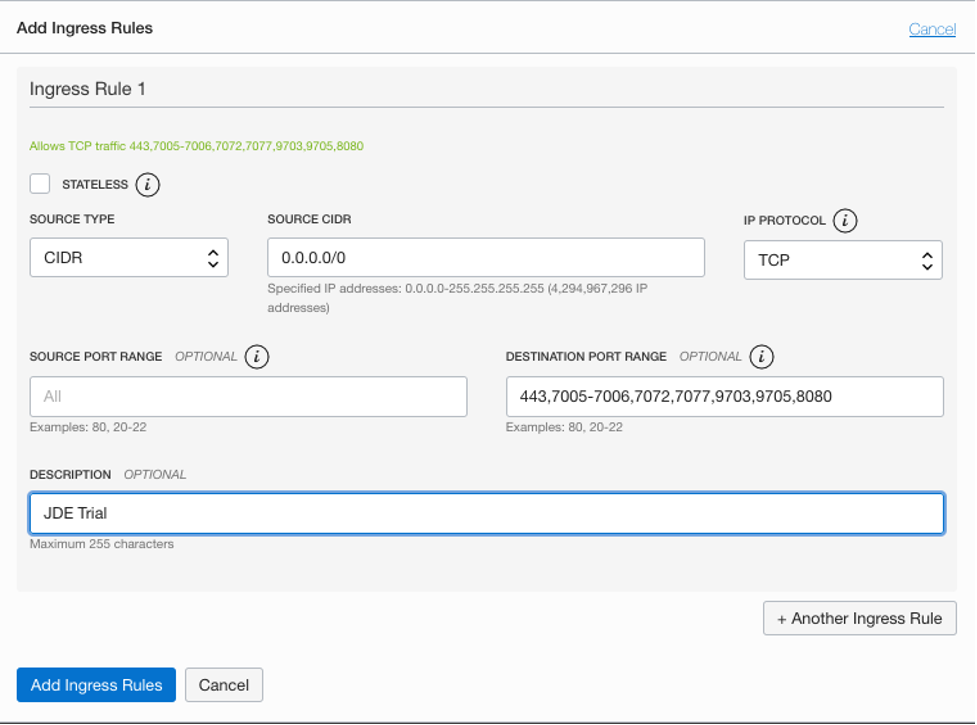 Add Ingress Rules
Cancel
Ingress Rule 1
Allows TCP traffic 443,7005-7006,7072,7077,9703,9705,8080
STATELESS i
SOURCE TYPE
SOURCE CIDR
IP PROTOCOL i
CIDR
0.0.0.0/0
TCP
Specified IP addresses: 0.0.0.0-255.255.255.255 (4,294,967,296 IP
addresses)
SOURCE PORT RANGE OPTIONAL i
DESTINATION PORT RANGE OPTIONAL i
All
443,7005-7006,7072,7077,9703,9705,8080
Examples: 80, 20-22
Examples: 80, 20-22
DESCRIPTION OPTIONAL
JDE Trial
Maximum 255 characters
+ Another Ingress Rule
Add Ingress Rules
Cancel